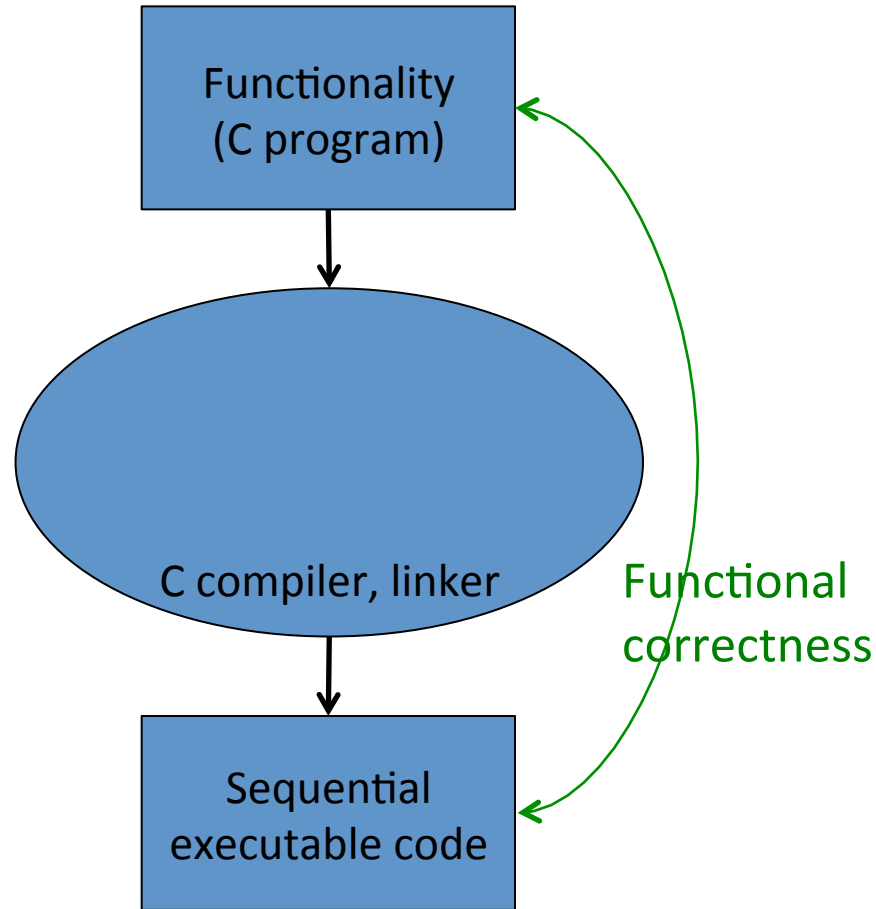 Functionality
(C program)
C compiler, linker
Functional
correctness
Sequential
executable code